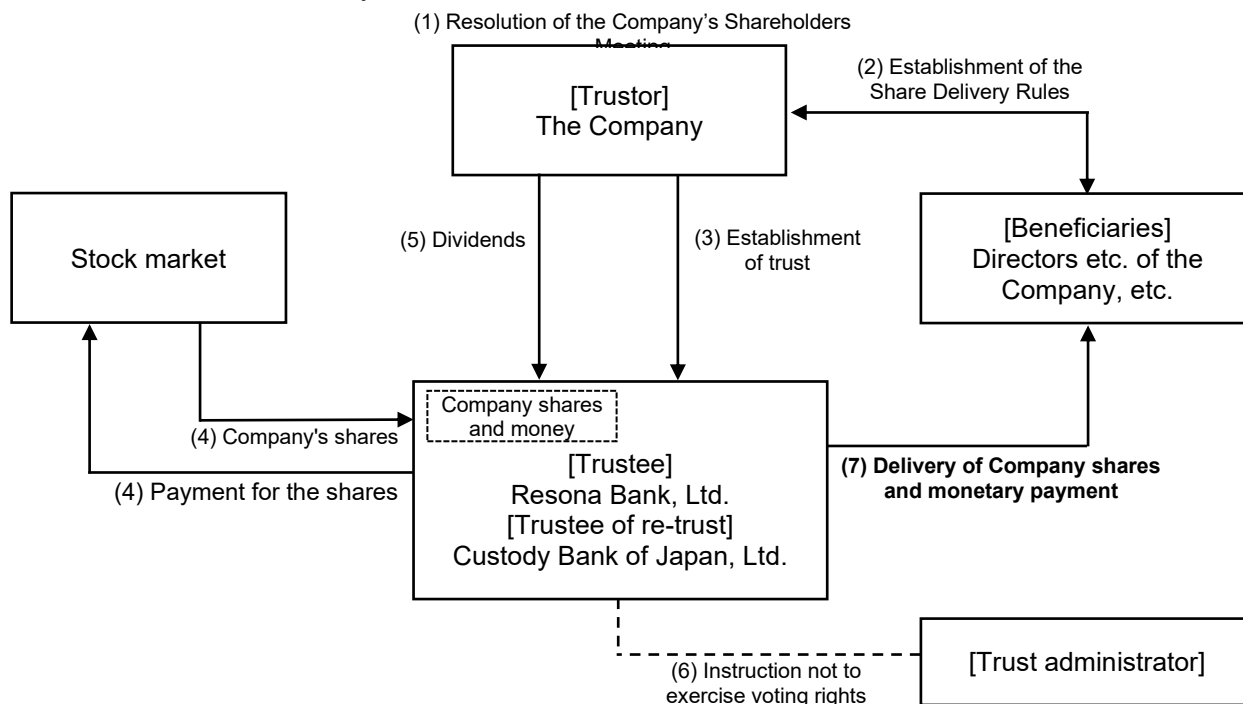 (1) Resolution of the Company's Shareholders
Meeting
[Trustor]
The Company
(2) Establishment of the
Share Delivery Rules
Stock market
(5) Dividends
(3) Establishment
of trust
[Beneficiaries]
Directors etc. of the
Company, etc.
Company shares
and money
(4) Company's shares
(4) Payment for the shares
[Trustee]
Resona Bank, Ltd.
[Trustee of re-trust]
Custody Bank of Japan, Ltd.
(7) Delivery of Company shares
and monetary payment
(6) Instruction not to
exercise voting rights
[Trust administrator]